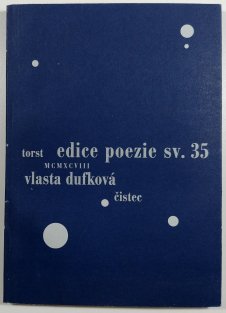 torst edice poezie sv. 35
MCMXCVIII
vlasta dufková
čistec